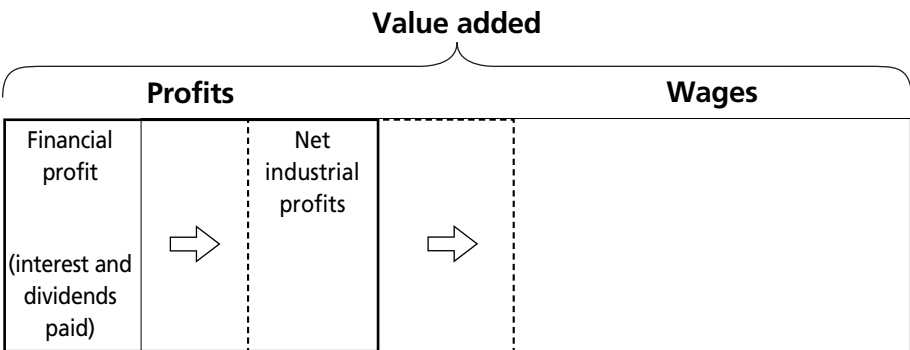 Value added
Profits
Wages
Financial
profit
(interest and
dividends
paid)
Net
industrial
profits